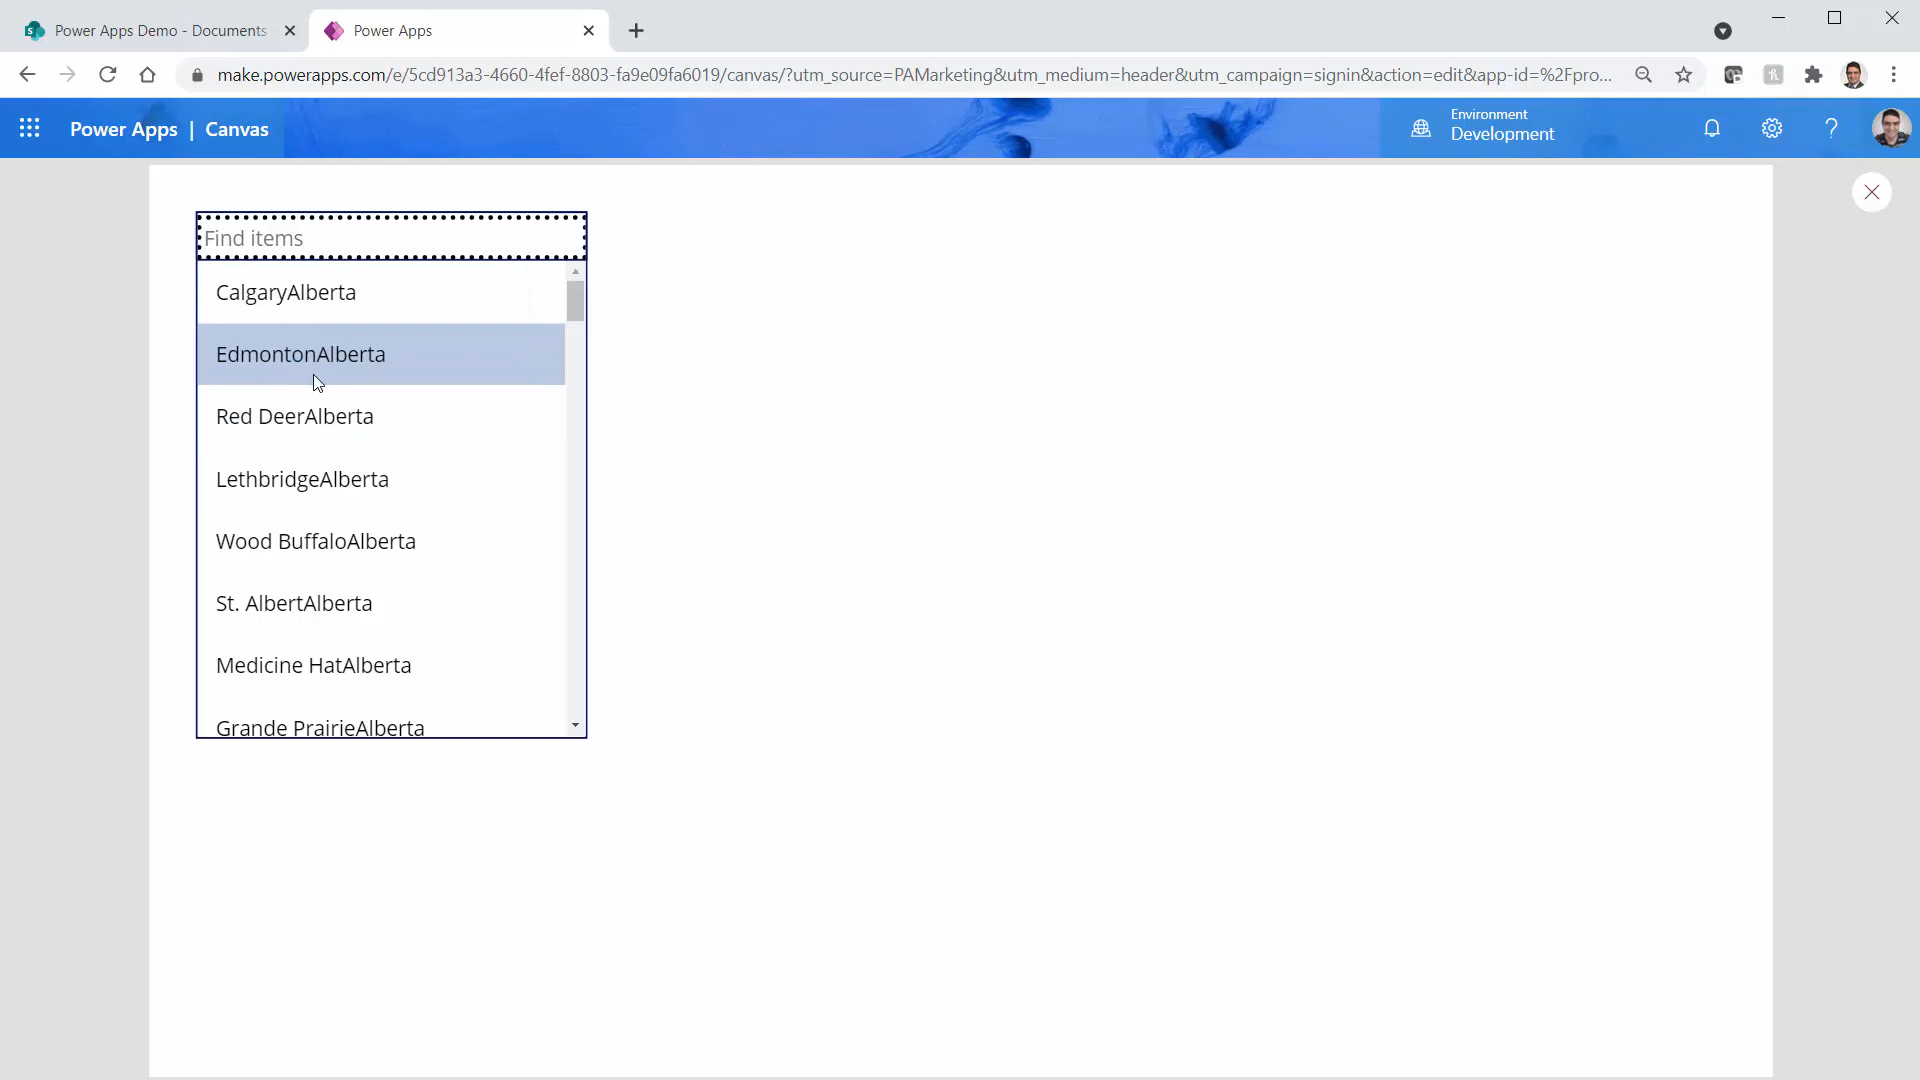 Power Apps Demo - Documents
Power Apps
make.powerapps.com/e/5cd913a3-4660-4fef-8803-fa9e09fa6019/canvas/?utm_source=PAMarketing&utm_medium=header&utm_campaign=signin&action=edit&app-id=%2Fpro...
Power Apps | Canvas
Environment
Development
Find items
CalgaryAlberta
EdmontonAlberta
Red DeerAlberta
LethbridgeAlberta
Wood BuffaloAlberta
St. AlbertAlberta
Medicine HatAlberta
Grande PrairieAlberta